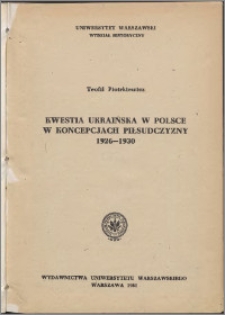 UNIWERSYTET WARSZAWSKI
WYDZIAŁ HISTORYCZNY
Teofil Piotrkiewicz
KWESTIA UKRAIŃSKA W POLSCE
W KONCEPCJACH PIŁSUDCZYZNY
1926—1930
WYDAWNICTWA UNIWERSYTETU WARSZAWSKIEGO
WARSZAWA 1981